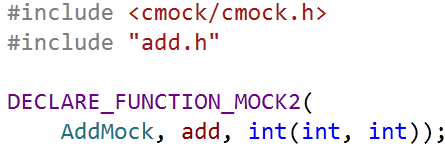 #include <cmock/cmock.h>
#include "add.h"
DECLARE_FUNCTION_MOCK2(
AddMock, add, int(int, int));